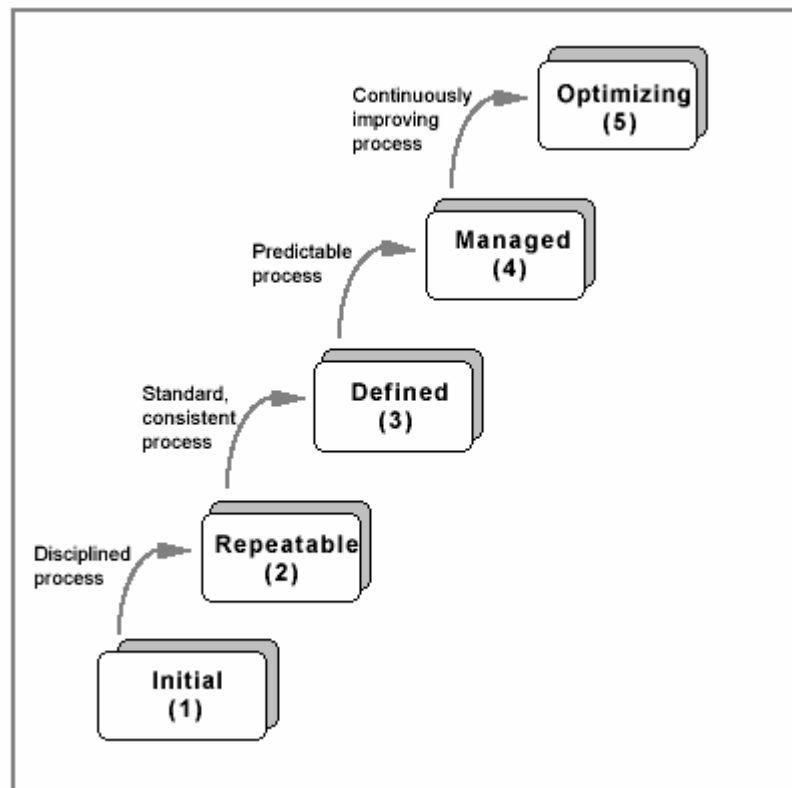 Continuously
improving
process
Optimizing
(5)
Predictable
process
Managed
(4)
Standard,
consistent
process
Defined
(3)
Disciplined
process
Repeatable
(2)
Initial
(1)